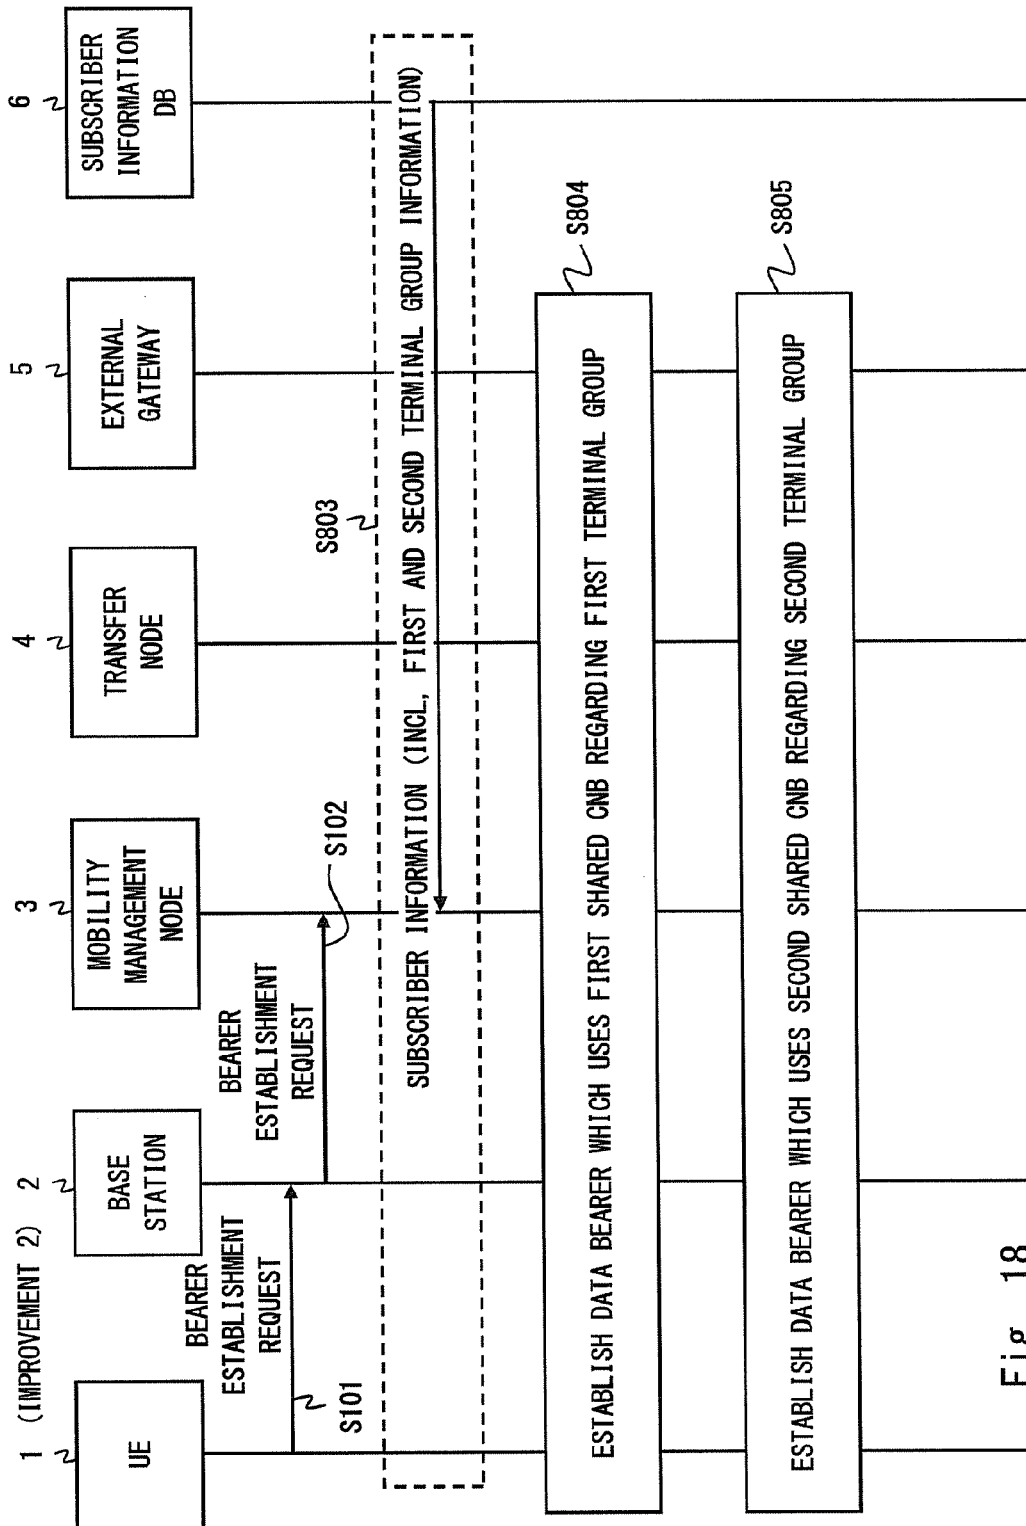 1 (IMPROVEMENT 2)
2
3
4
5
6
UE
BASE
STATION
MOBILITY
MANAGEMENT
NODE
TRANSFER
NODE
EXTERNAL
GATEWAY
SUBSCRIBER
INFORMATION
DB
BEARER
ESTABLISHMENT
REQUEST
S101
BEARER
ESTABLISHMENT
REQUEST
S102
S803
SUBSCRIBER INFORMATION (INCL, FIRST AND SECOND TERMINAL GROUP INFORMATION)
S804
ESTABLISH DATA BEARER WHICH USES FIRST SHARED CNB REGARDING FIRST TERMINAL GROUP
S805
ESTABLISH DATA BEARER WHICH USES SECOND SHARED CNB REGARDING SECOND TERMINAL GROUP
Fig. 18